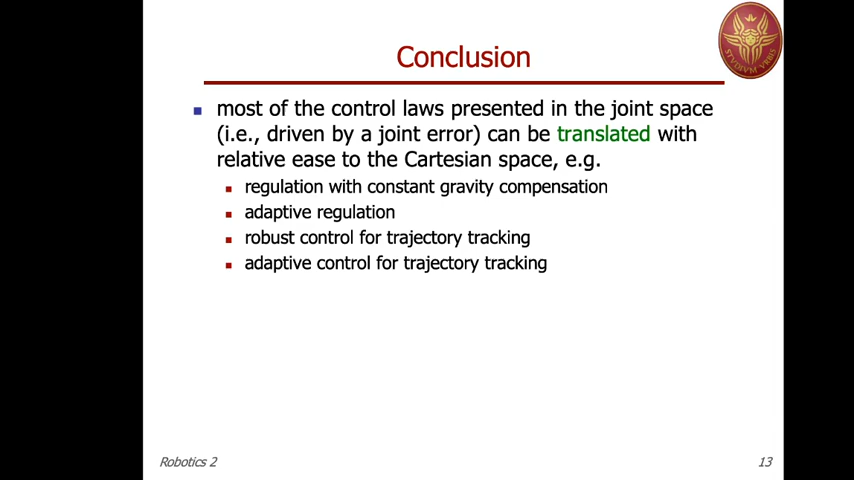 Conclusion
STVDIVM VRBIS
most of the control laws presented in the joint space
(i.e., driven by a joint error) can be translated with
relative ease to the Cartesian space, e.g.
regulation with constant gravity compensation
adaptive regulation
robust control for trajectory tracking
adaptive control for trajectory tracking
Robotics 2
13